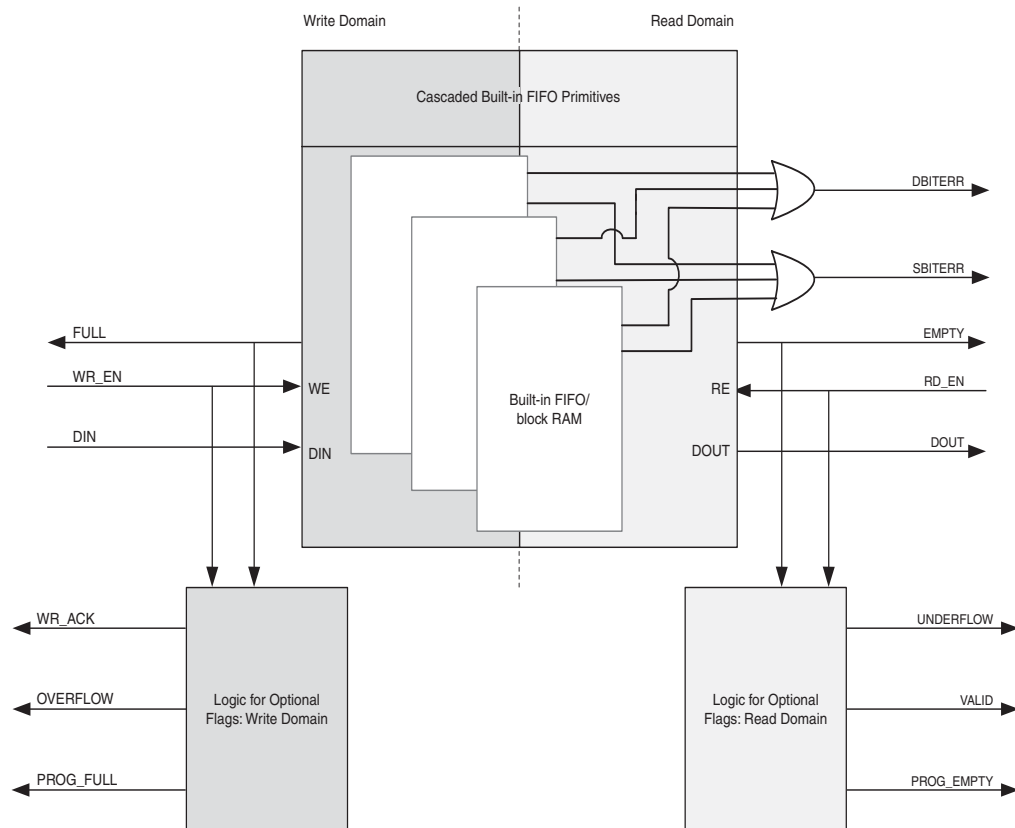 Write Domain
Read Domain
Cascaded Built-in FIFO Primitives
DBITERR
SBITERR
FULL
EMPTY
WR_EN
WE
RE
RD_EN
Built-in FIFO/
block RAM
DIN
DIN
DOUT
DOUT
WR_ACK
UNDERFLOW
OVERFLOW
Logic for Optional
Flags: Write Domain
Logic for Optional
Flags: Read Domain
VALID
PROG_FULL
PROG_EMPTY